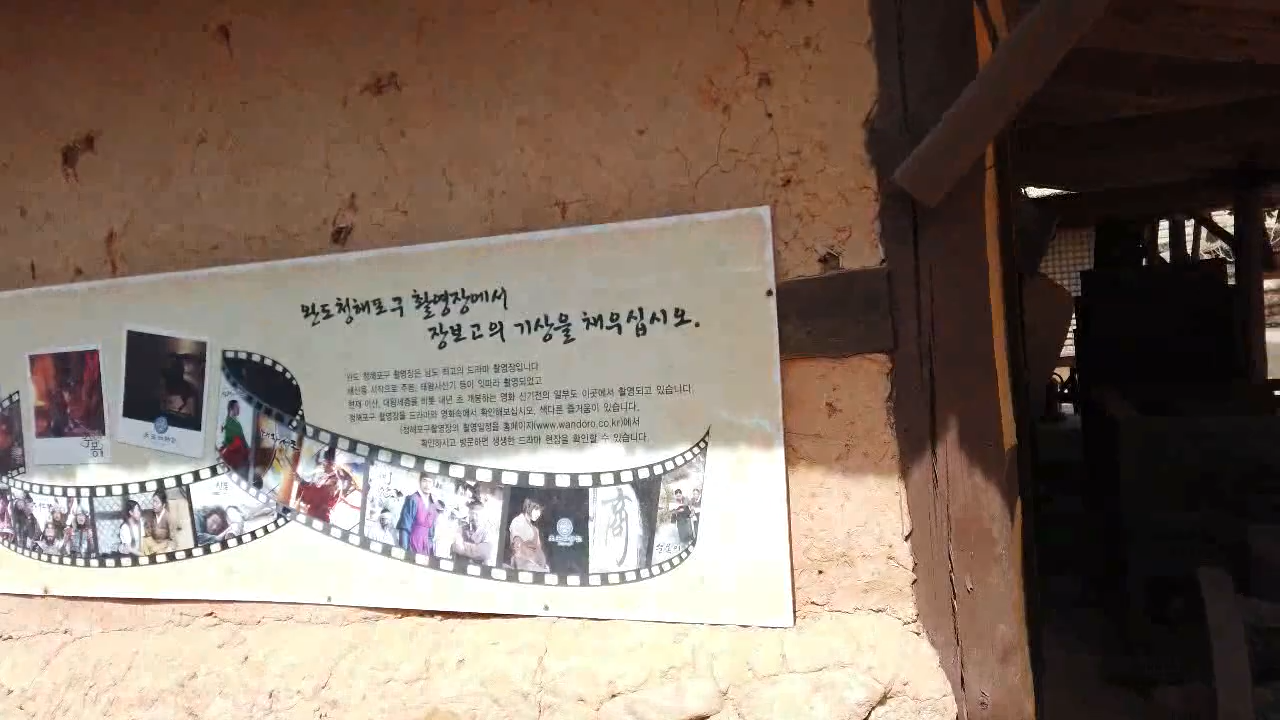 완도청해포구 촬영장에서
장보고의 기상을 채우십시오.
완도 청해포구 촬영장은 남도 최고의 드라마 촬영장입니다
해신을 시작으로 주몽, 태왕사신기 등이 잇따라 촬영되었고
현재 이산, 대왕세종을 비롯 내년 초 개봉하는 영화 신기전의 일부도 이곳에서 촬영되고 있습니다.
청해포구 촬영장을 드라마와 영화속에서 확인해보십시요. 색다른 즐거움이 있습니다.
(청해포구촬영장의 촬영일정을 홈페이지(www.wandoro.co.kr)에서
확인하시고 방문하면 생생한 드라마 현장을 확인할 수 있습니다.
商